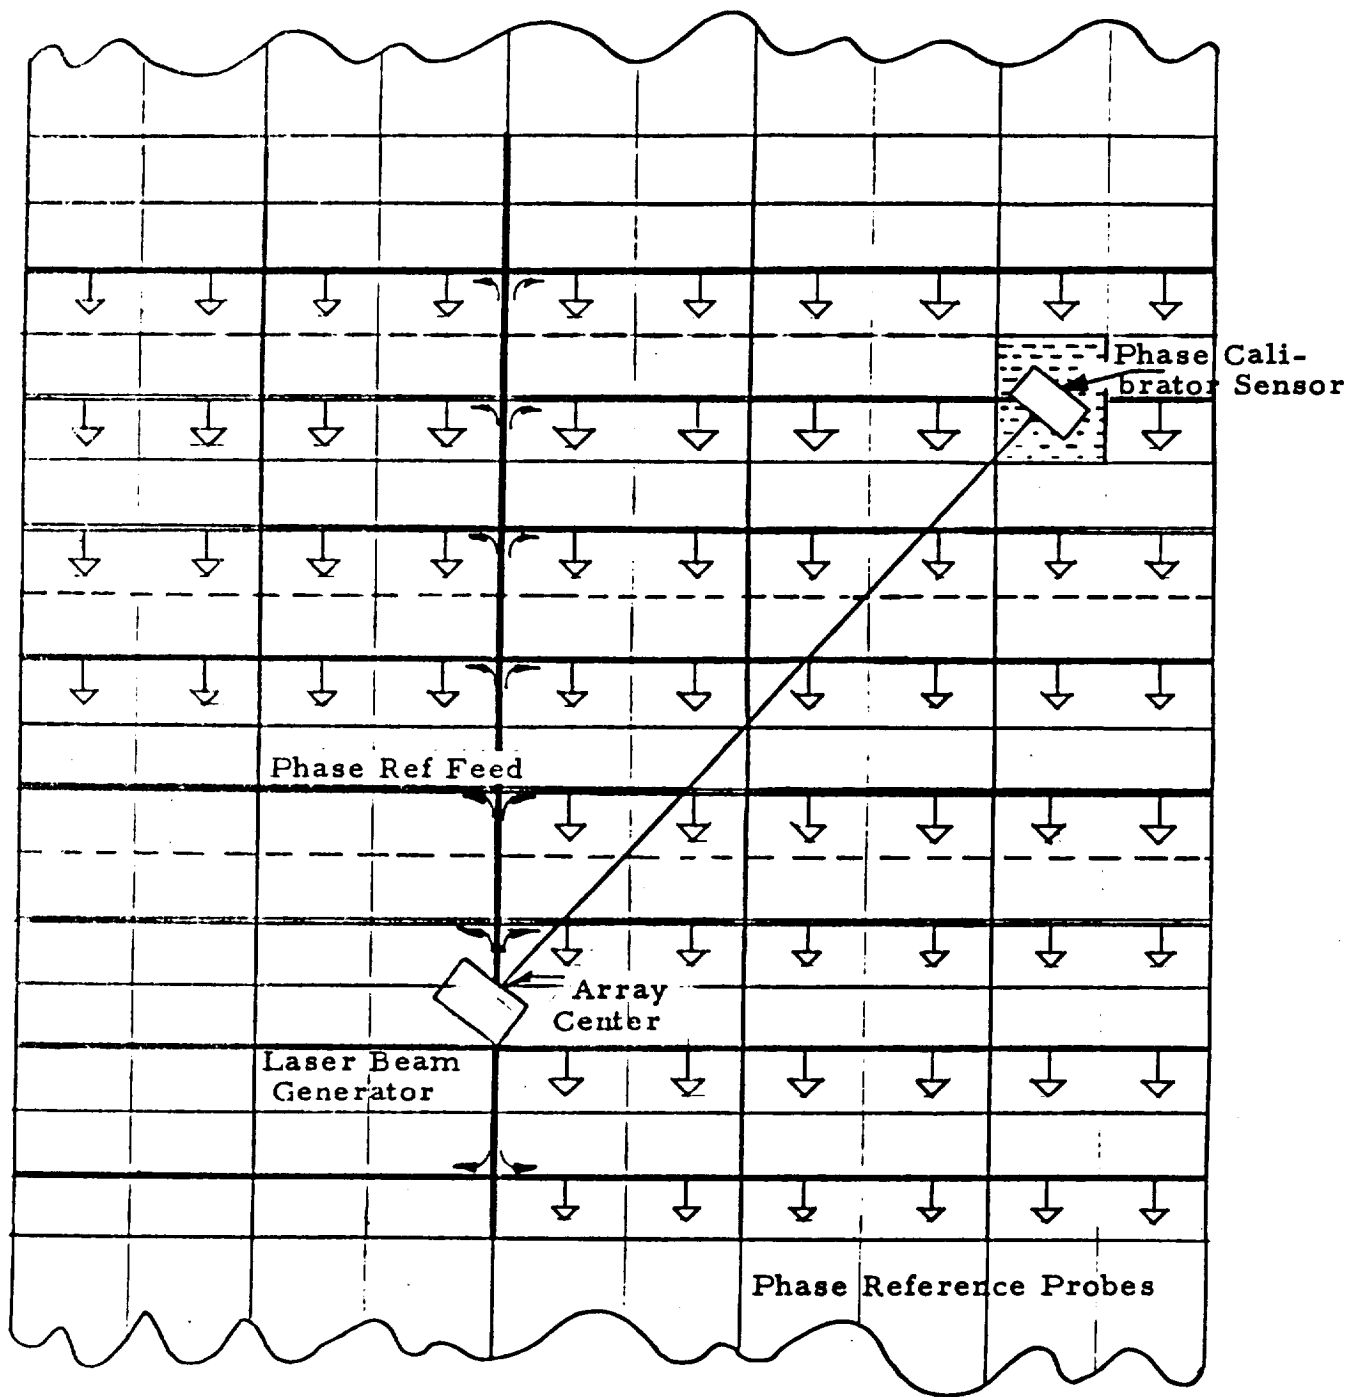 Phase Cali-
brator Sensor
Phase Ref Feed
Array
Center
Laser Beam
Generator
Phase Reference Probes